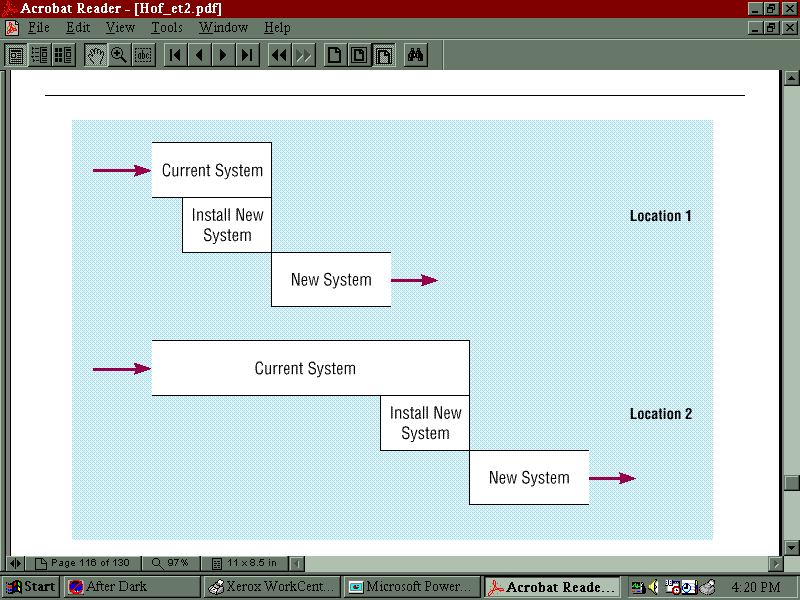 Acrobat Reader - [Hof_et2.pdf]
File Edit View Tools Window Help
abc
Current System
Install New
System
Location 1
New System
Current System
Install New
System
Location 2
New System
Page 116 of 130 97% 11 x 8.5 in
Start After Dark Xerox WorkCent... Microsoft Power... Acrobat Reade... 4:20 PM